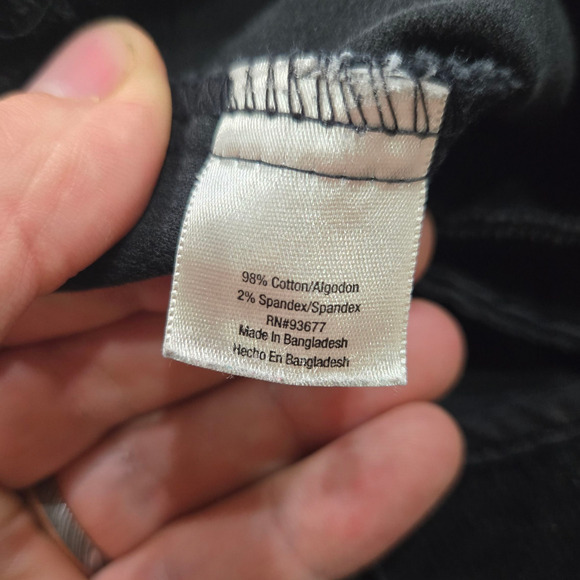 98% Cotton/Algodon
2% Spandex/Spandex
RN#93677
Made In Bangladesh
Hecho En Bangladesh